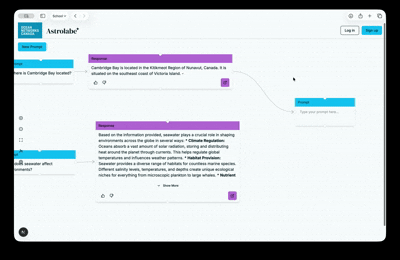 School
OCEAN NETWORKS CANADA
Astrolabe
Log in
Sign up
New Prompt
Prompt
here is Cambridge Bay located?
Response
Cambridge Bay is located in the Kitikmeot Region of Nunavut, Canada. It is
situated on the southeast coast of Victoria Island.
Prompt
Type your prompt here...
Response
Based on the information provided, seawater plays a crucial role in shaping
environments across the globe in several ways: * Climate Regulation:
Oceans absorb a vast amount of solar radiation, storing and distributing
heat around the planet through currents. This helps regulate global
temperatures and influences weather patterns. * Habitat Provision:
Seawater provides a diverse range of habitats for countless marine species.
Different salinity levels, temperatures, and depths create unique ecological
niches for everything from microscopic plankton to large whales. * Nutrient
Show More
seawater affect